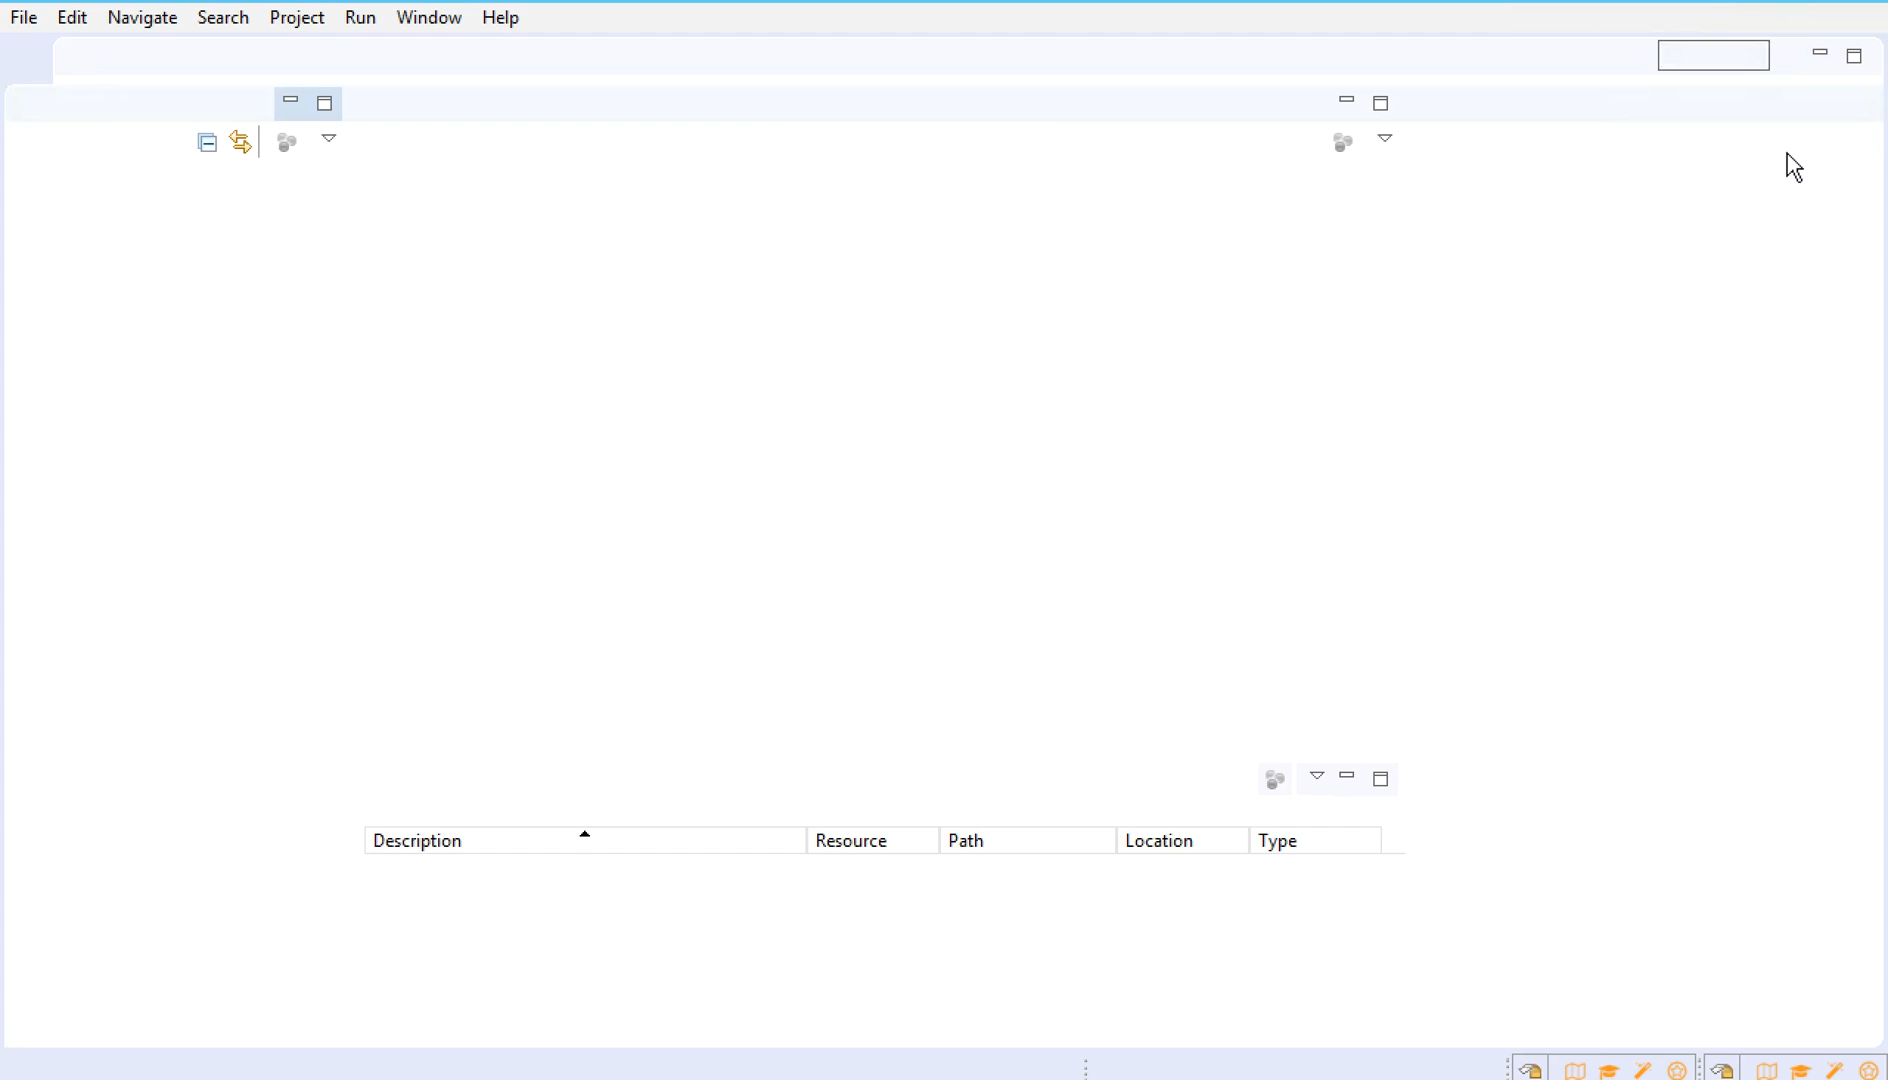 File Edit Navigate Search Project Run Window Help
Description Resource Path Location Type